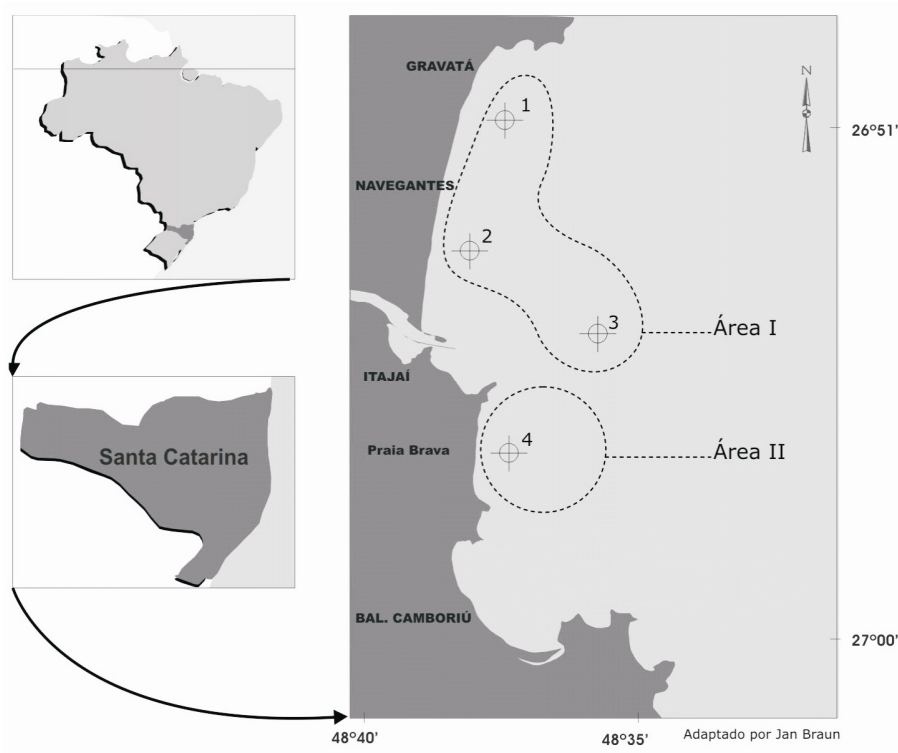 GRAVATÁ
N
1
26°51'
NAVEGANTES
2
3
Área I
ITAJAÍ
4
Praia Brava
Área II
Santa Catarina
BAL. CAMBORIÚ
27°00'
48°40'
48°35'
Adaptado por Jan Braun